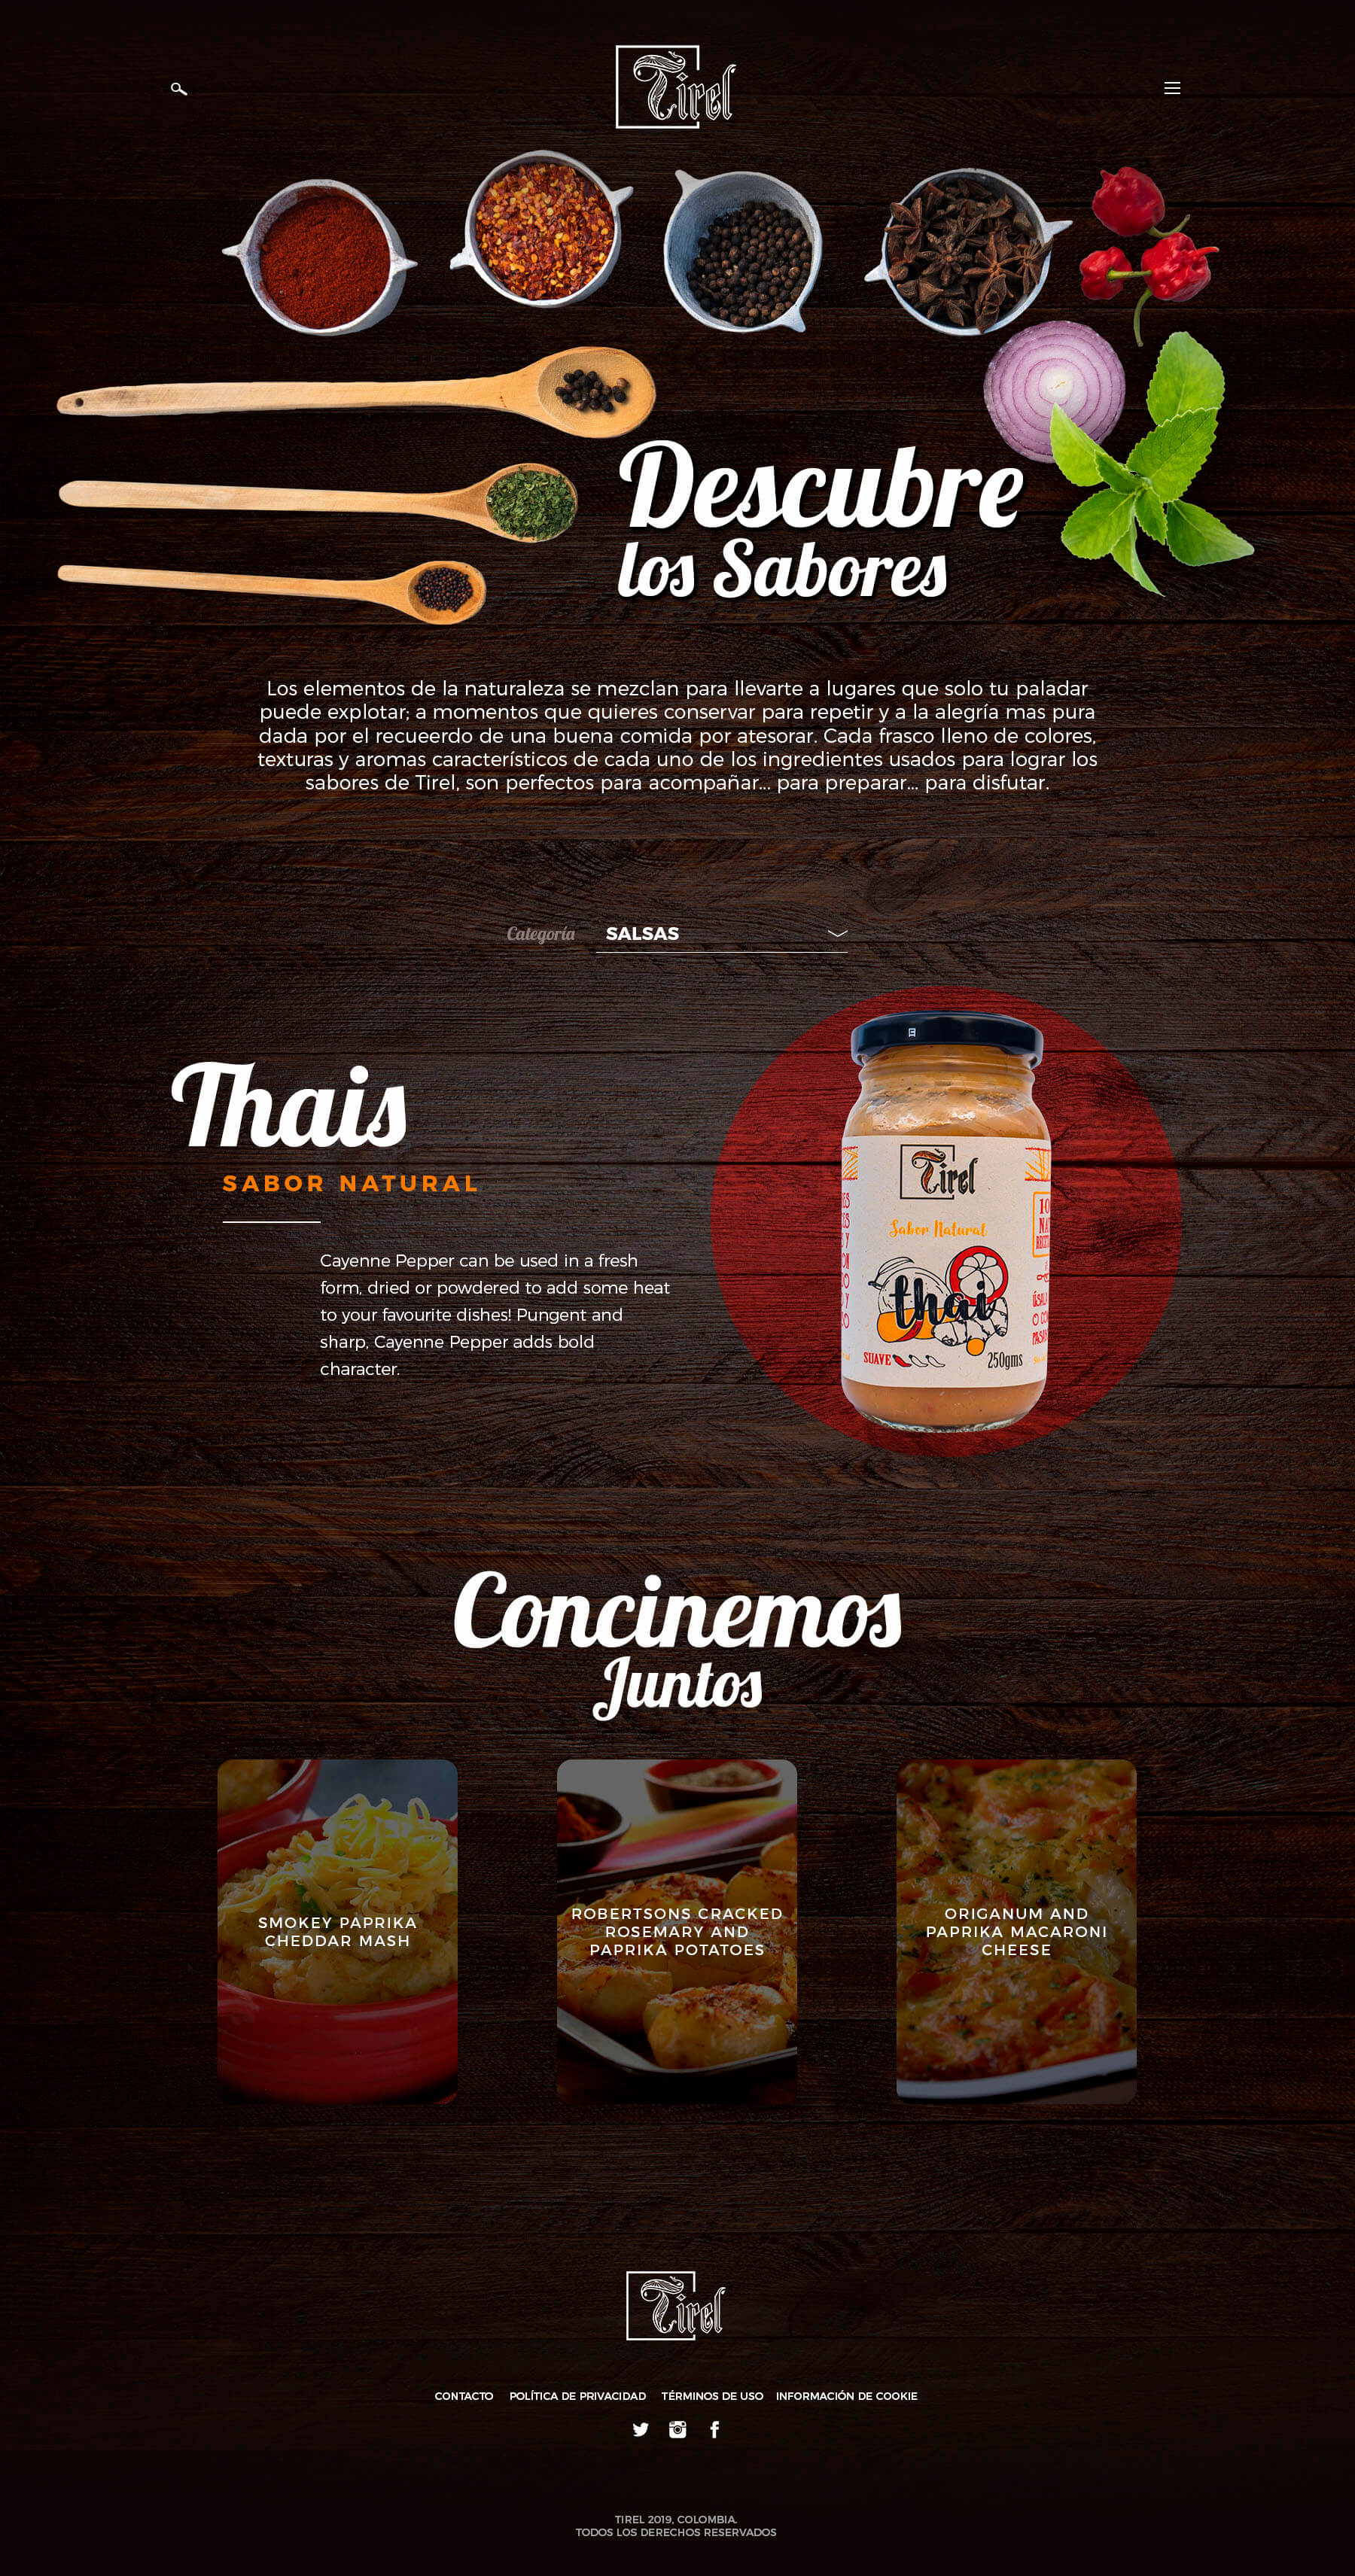 Tirel
Descubre
los Sabores
Los elementos de la naturaleza se mezclan para llevarte a lugares que solo tu paladar
puede explotar; a momentos que quieres conservar para repetir y a la alegría mas pura
dada por el recueerdo de una buena comida por atesorar. Cada frasco lleno de colores,
texturas y aromas característicos de cada uno de los ingredientes usados para lograr los
sabores de Tirel, son perfectos para acompañar... para preparar... para disfutar.
Categoría SALSAS
Thais
SABOR NATURAL
Cayenne Pepper can be used in a fresh
form, dried or powdered to add some heat
to your favourite dishes! Pungent and
sharp, Cayenne Pepper adds bold
character.
Tirel
Sabor Natural
thai
SUAVE
250gms
Concinemos
Juntos
SMOKEY PAPRIKA
CHEDDAR MASH
ROBERTSONS CRACKED
ROSEMARY AND
PAPRIKA POTATOES
ORIGANUM AND
PAPRIKA MACARONI
CHEESE
Tirel
CONTACTO POLÍTICA DE PRIVACIDAD TÉRMINOS DE USO INFORMACIÓN DE COOKIE
TIREL 2019, COLOMBIA.
TODOS LOS DERECHOS RESERVADOS